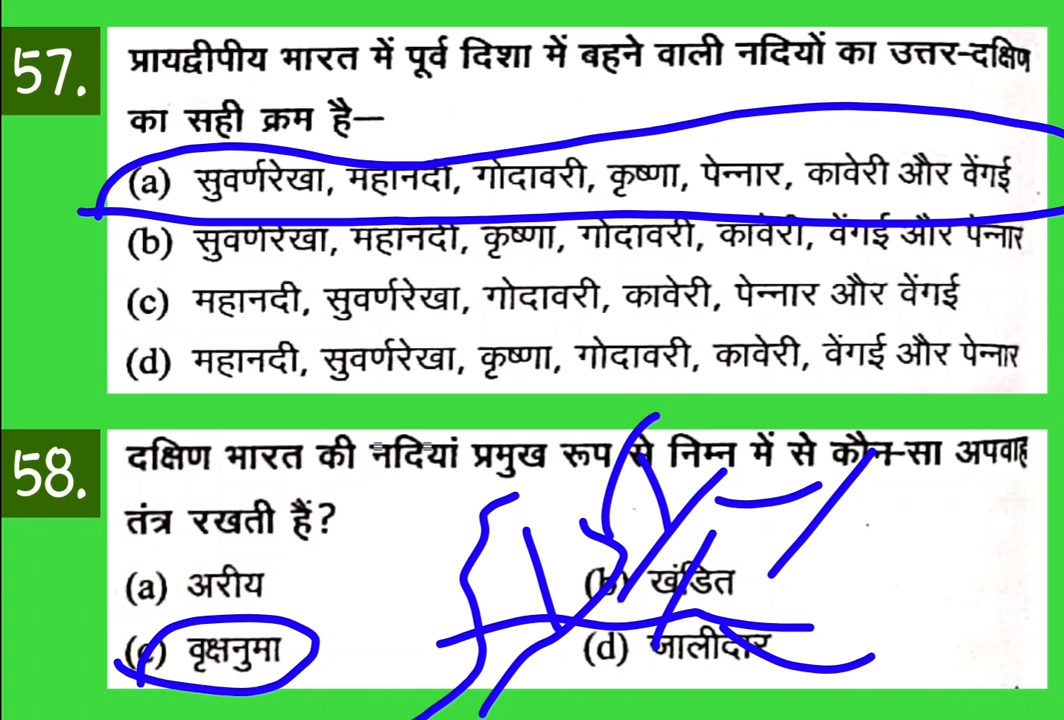 57.
प्रायद्वीपीय भारत में पूर्व दिशा में बहने वाली नदियों का उत्तर-दक्षिण
का सही क्रम है—
(a) सुवर्णरेखा, महानदी, गोदावरी, कृष्णा, पेन्नार, कावेरी और वेंगई
(b) सुवर्णरेखा, महानदी, कृष्णा, गोदावरी, कावेरी, वेंगई और पेन्नार
(c) महानदी, सुवर्णरेखा, गोदावरी, कावेरी, पेन्नार और वेंगई
(d) महानदी, सुवर्णरेखा, कृष्णा, गोदावरी, कावेरी, वेंगई और पेन्नार
58.
दक्षिण भारत की नदियां प्रमुख रूप से निम्न में से कौन-सा अपवाह
तंत्र रखती हैं?
(a) अरीय (b) खंडित
(c) वृक्षनुमा (d) जालीदार